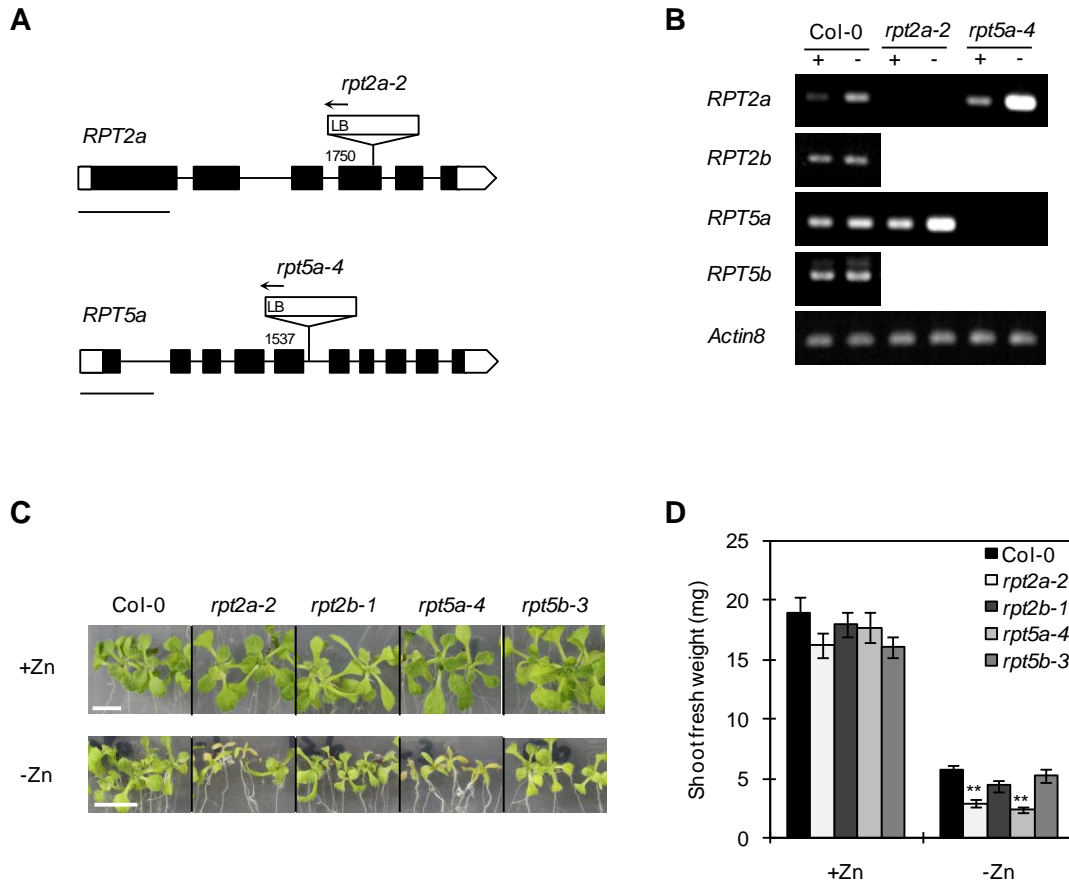 A
rpt2a-2
LB
RPT2a
1750
rpt5a-4
LB
RPT5a
1537
B
Col-0 rpt2a-2 rpt5a-4
+ - + - + -
RPT2a
RPT2b
RPT5a
RPT5b
Actin8
C
Col-0 rpt2a-2 rpt2b-1 rpt5a-4 rpt5b-3
+Zn
-Zn
D
Shoot fresh weight (mg)
25
20
15
10
5
0
Col-0
rpt2a-2
rpt2b-1
rpt5a-4
rpt5b-3
** **
+Zn -Zn